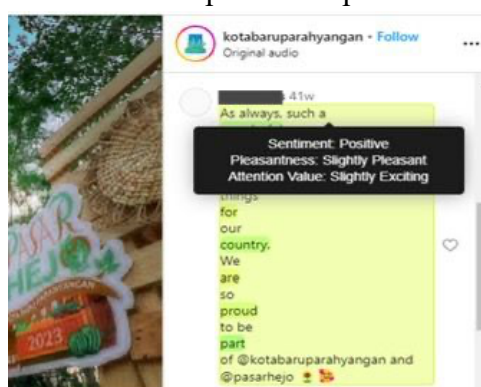 kotabaruparahyangan • Follow
Original audio
41w
As always, such a
Sentiment: Positive
Pleasantness: Slightly Pleasant
Attention Value: Slightly Exciting
things
for
our
country.
We
are
so
proud
to be
part
of @kotabaruparahyangan and
@pasarhejo
PASAR
HEJO
2023